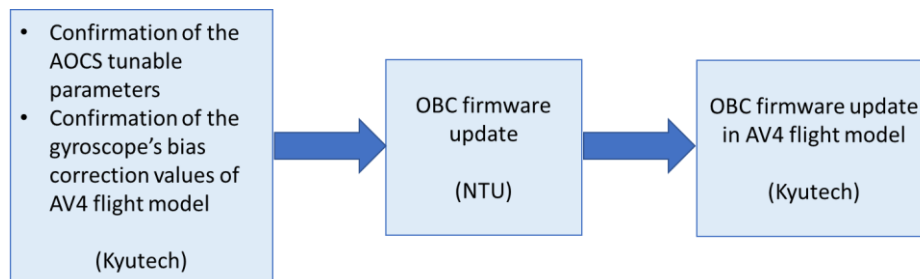 • Confirmation of the
AOCS tunable
parameters
• Confirmation of the
gyroscope's bias
correction values of
AV4 flight model
(Kyutech)
OBC firmware
update
(NTU)
OBC firmware update
in AV4 flight model
(Kyutech)